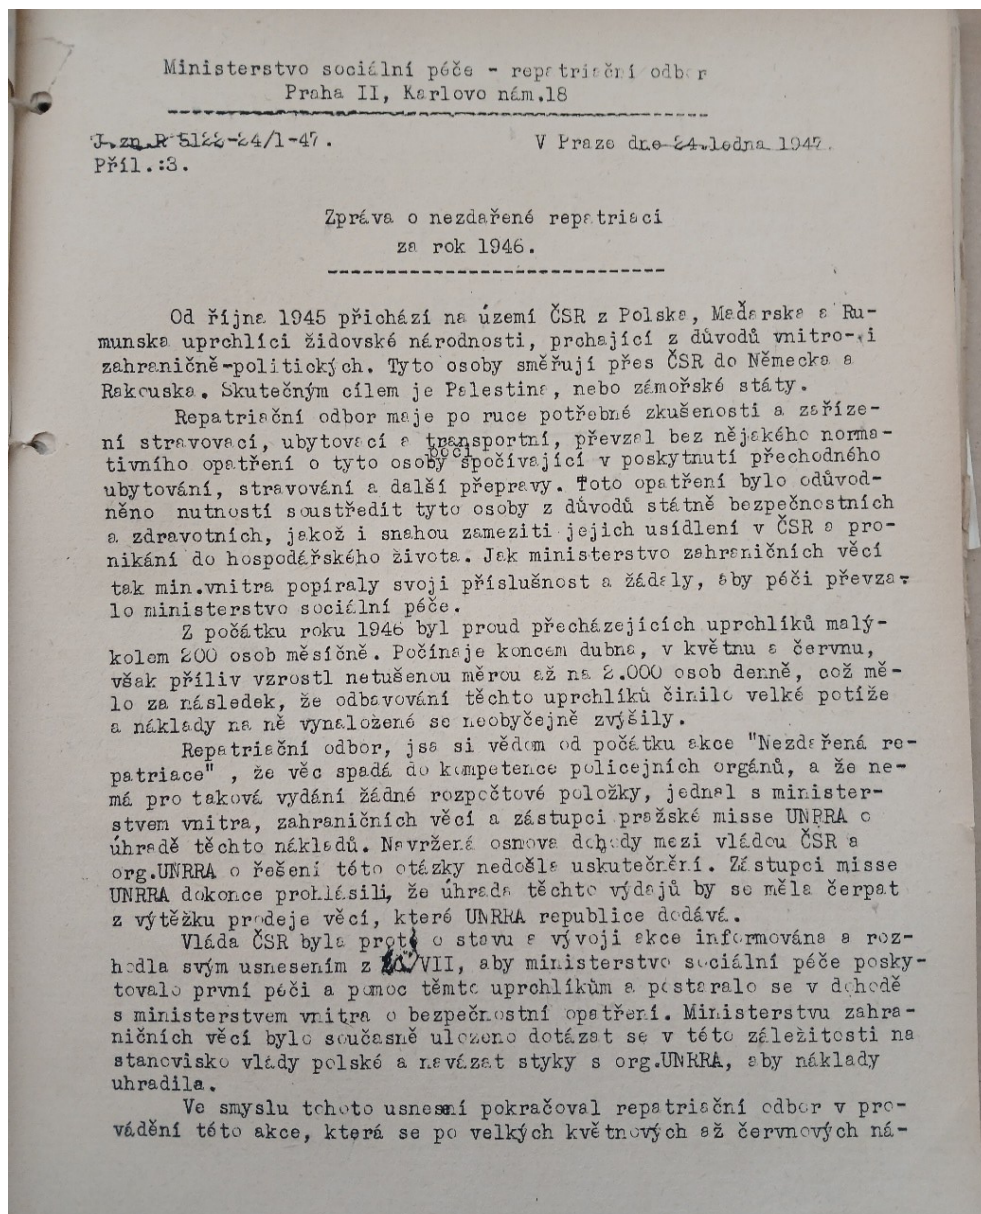 Ministerstvo sociální péče - repatriační odbor
Praha II, Karlovo nám.18
J.zn.R 5122-24/1-47.
V Praze dne 24.ledna 1947.
Příl.:3.
Zpráva o nezdařené repatriaci
za rok 1946.
Od října 1945 přichází na území ČSR z Polska, Maďarska a Ru-
munska uprchlíci židovské národnosti, prchající z důvodů vnitro-i
zahraničně-politických. Tyto osoby směřují přes ČSR do Německa a
Rakouska. Skutečným cílem je Palestina, nebo zámořské státy.
Repatriační odbor maje po ruce potřebné zkušenosti a zaříze-
ní stravovací, ubytovací a transportní, převzal bez nějakého norma-
péči
tivního opatření o tyto osoby spočívající v poskytnutí přechodného
ubytování, stravování a další přepravy. Toto opatření bylo odůvod-
něno nutností soustředit tyto osoby z důvodů státně bezpečnostních
a zdravotních, jakož i snahou zameziti jejich usídlení v ČSR a pro-
nikání do hospodářského života. Jak ministerstvo zahraničních věcí
tak min.vnitra popíraly svoji příslušnost a žádaly, aby péči převza-
lo ministerstvo sociální péče.
Z počátku roku 1946 byl proud přecházejících uprchlíků malý-
kolem 200 osob měsíčně. Počínaje koncem dubna, v květnu a červnu,
však příliv vzrostl netušenou měrou až na 2.000 osob denně, což mě-
lo za následek, že odbavování těchto uprchlíků činilo velké potíže
a náklady na ně vynaložené se neobyčejně zvýšily.
Repatriační odbor, jsa si vědom od počátku akce "Nezdařená re-
patriace" , že věc spadá do kompetence policejních orgánů, a že ne-
má pro taková vydání žádné rozpočtové položky, jednal s minister-
stvem vnitra, zahraničních věcí a zástupci pražské misse UNRRA o
úhradě těchto nákladů. Navržená osnova dohody mezi vládou ČSR a
org.UNRRA o řešení této otázky nedošla uskutečnění. Zástupci misse
UNRRA dokonce prohlásili, že úhrada těchto výdajů by se měla čerpat
z výtěžku prodeje věcí, které UNRRA republice dodává.
Vláda ČSR byla proto o stavu a vývoji akce informována a roz-
hodla svým usnesením z VII, aby ministerstvo sociální péče posky-
tovalo první péči a pomoc těmto uprchlíkům a postaralo se v dohodě
s ministerstvem vnitra o bezpečnostní opatření. Ministerstvu zahra-
ničních věcí bylo současně uloženo dotázat se v této záležitosti na
stanovisko vlády polské a navázat styky s org.UNRRA, aby náklady
uhradila.
Ve smyslu tohoto usnesní pokračoval repatriační odbor v pro-
vádění této akce, která se po velkých květnových až červnových ná-